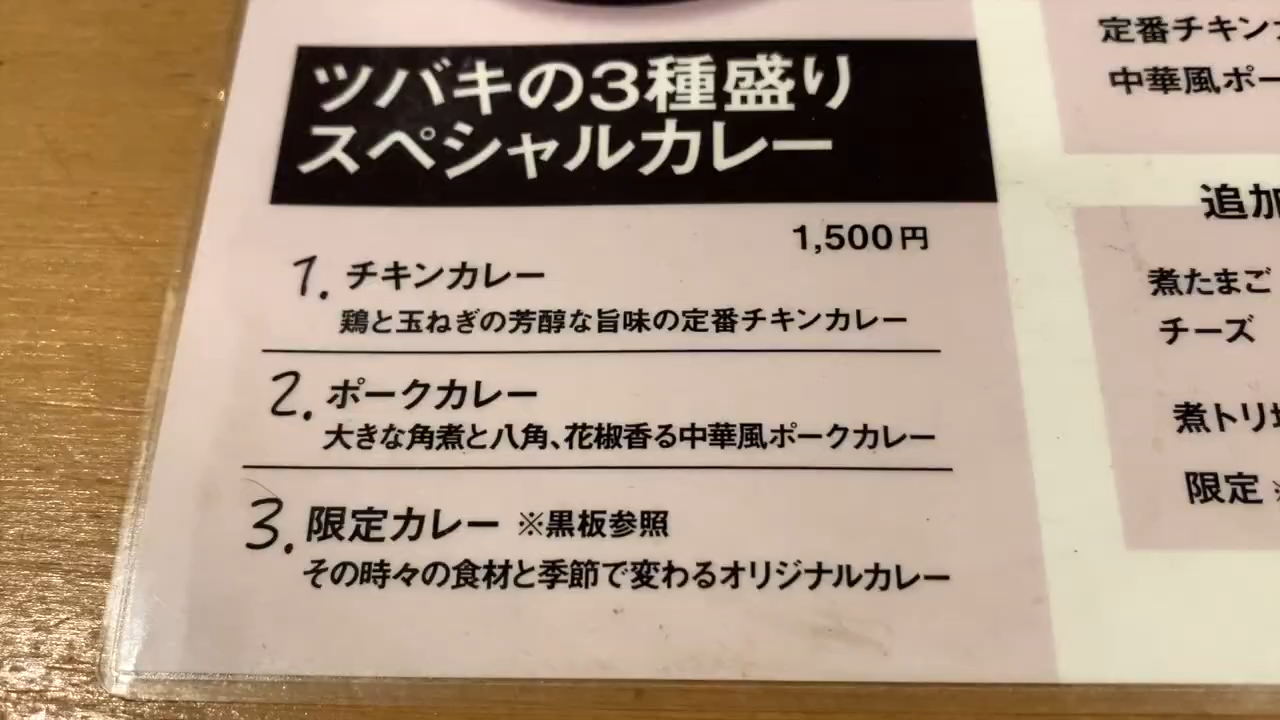 ツバキの3種盛り
スペシャルカレー
1,500円
1. チキンカレー
鶏と玉ねぎの芳醇な旨味の定番チキンカレー
2. ポークカレー
大きな角煮と八角、花椒香る中華風ポークカレー
3. 限定カレー ※黒板参照
その時々の食材と季節で変わるオリジナルカレー
定番チキン
中華風ポー
追加
煮たまご
チーズ
煮トリ
限定 ※